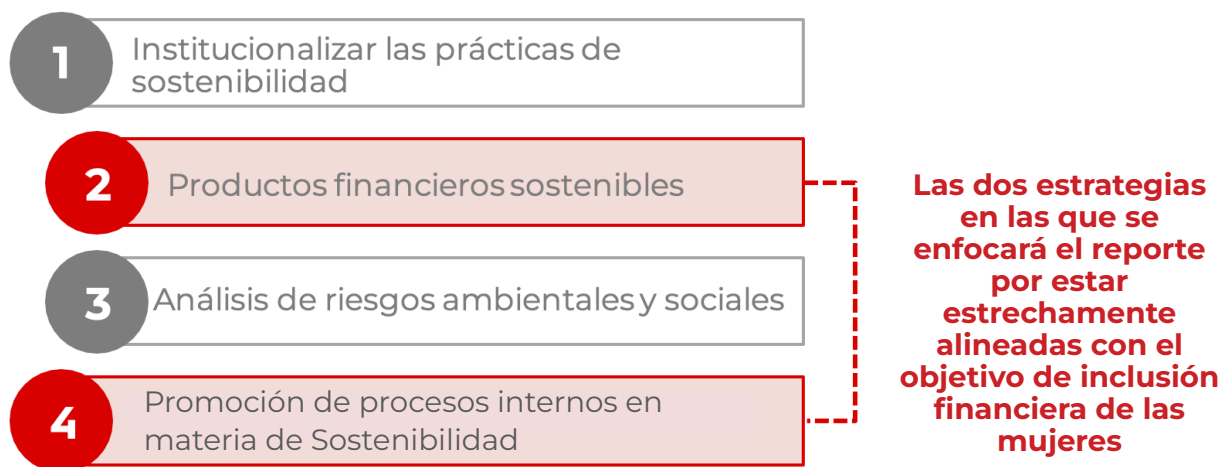 1
Institucionalizar las prácticas de
sostenibilidad
2
Productos financieros sostenibles
3
Análisis de riesgos ambientales y sociales
4
Promoción de procesos internos en
materia de Sostenibilidad
Las dos estrategias
en las que se
enfocará el reporte
por estar
estrechamente
alineadas con el
objetivo de inclusión
financiera de las
mujeres